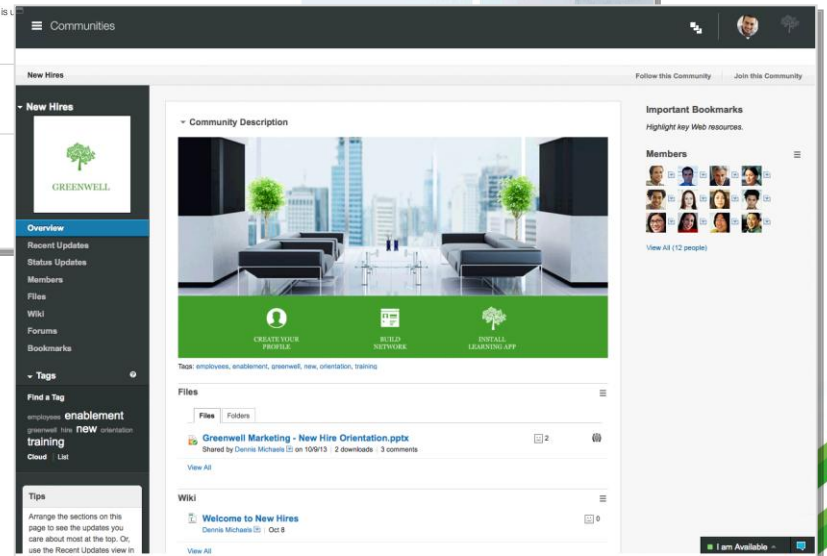 is u
Communities
New Hires
Follow this Community
Join this Community
New Hires
GREENWELL
Overview
Recent Updates
Status Updates
Members
Files
Wiki
Forums
Bookmarks
Tags
Find a Tag
employees enablement
greenwell hire new orientation
training
Cloud | List
Tips
Arrange the sections on this
page to see the updates you
care about most at the top. Or,
use the Recent Updates view in
Community Description
CREATE YOUR
PROFILE
BUILD
NETWORK
INSTALL
LEARNING APP
Tags: employees, enablement, greenwell, new, orientation, training
Files
Files
Folders
Greenwell Marketing - New Hire Orientation.pptx
2
Shared by Dennis Michaels on 10/9/13 | 2 downloads | 3 comments
View All
Wiki
Welcome to New Hires
0
Dennis Michaels | Oct 8
View All
Important Bookmarks
Highlight key Web resources.
Members
View All (12 people)
I am Available